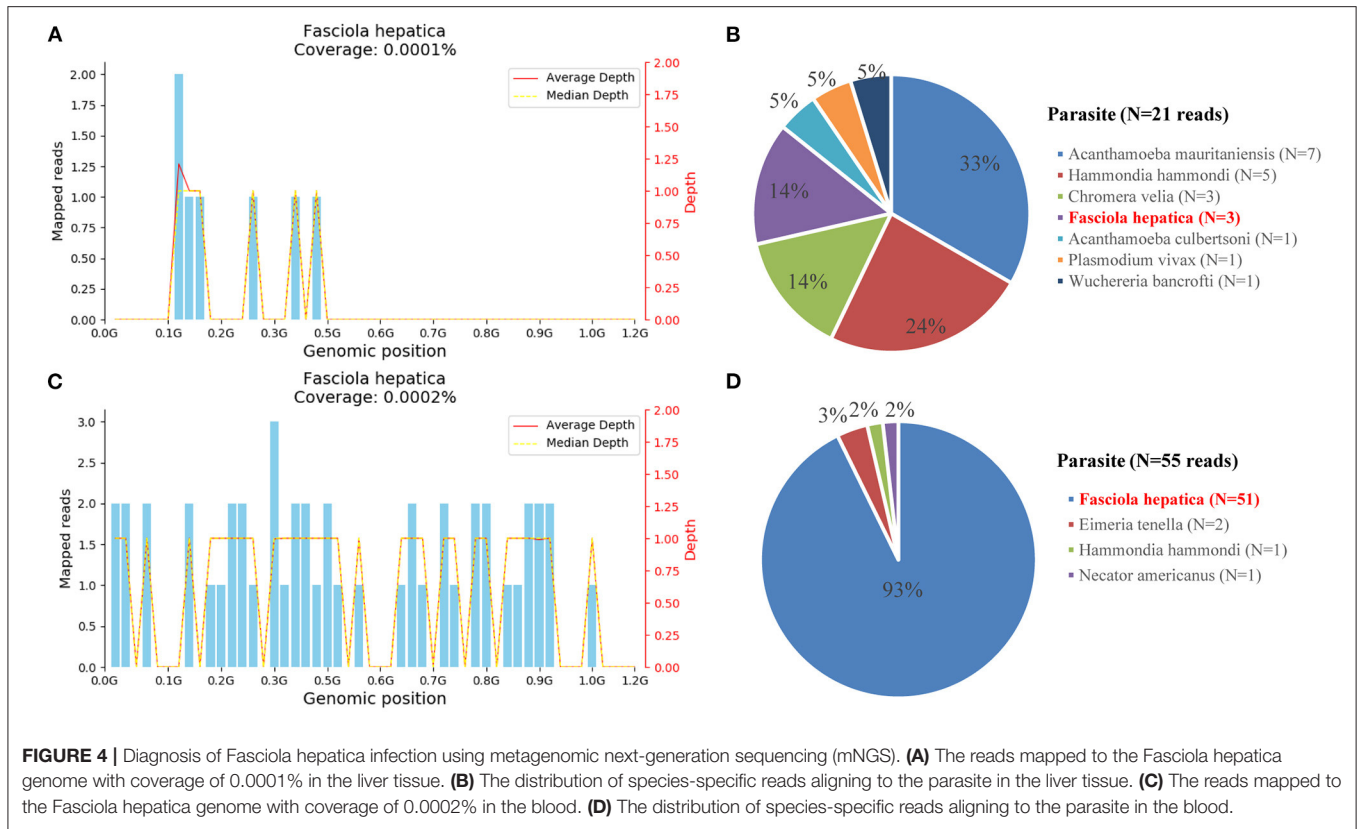 A
Fasciola hepatica
Coverage: 0.0001%
Average Depth
Median Depth
2.00
1.75
1.50
1.25
1.00
0.75
0.50
0.25
0.00
Mapped reads
2.00
1.75
1.50
1.25
1.00
0.75
0.50
0.25
0.00
Depth
0.0G 0.1G 0.2G 0.3G 0.4G 0.5G 0.6G 0.7G 0.8G 0.9G 1.0G 1.2G
Genomic position
B
5%
5%
5%
33%
14%
14%
24%
Parasite (N=21 reads)
Acanthamoeba mauritaniensis (N=7)
Hammondia hammondi (N=5)
Chromera velia (N=3)
Fasciola hepatica (N=3)
Acanthamoeba culbertsoni (N=1)
Plasmodium vivax (N=1)
Wuchereria bancrofti (N=1)
C
Fasciola hepatica
Coverage: 0.0002%
Average Depth
Median Depth
3.0
2.5
2.0
1.5
1.0
0.5
0.0
Mapped reads
2.00
1.75
1.50
1.25
1.00
0.75
0.50
0.25
0.00
Depth
0.0G 0.1G 0.2G 0.3G 0.4G 0.5G 0.6G 0.7G 0.8G 0.9G 1.0G 1.2G
Genomic position
D
3%
2%
2%
93%
Parasite (N=55 reads)
Fasciola hepatica (N=51)
Eimeria tenella (N=2)
Hammondia hammondi (N=1)
Necator americanus (N=1)
FIGURE 4 | Diagnosis of Fasciola hepatica infection using metagenomic next-generation sequencing (mNGS). (A) The reads mapped to the Fasciola hepatica
genome with coverage of 0.0001% in the liver tissue. (B) The distribution of species-specific reads aligning to the parasite in the liver tissue. (C) The reads mapped to
the Fasciola hepatica genome with coverage of 0.0002% in the blood. (D) The distribution of species-specific reads aligning to the parasite in the blood.